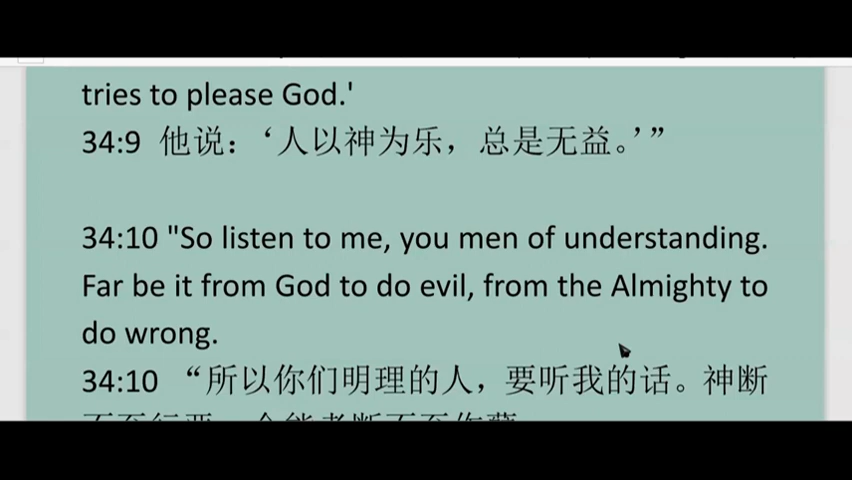 tries to please God.'
34:9 他说：‘人以神为乐，总是无益。’”
34:10 "So listen to me, you men of understanding.
Far be it from God to do evil, from the Almighty to
do wrong.
34:10 “所以你们明理的人，要听我的话。神断